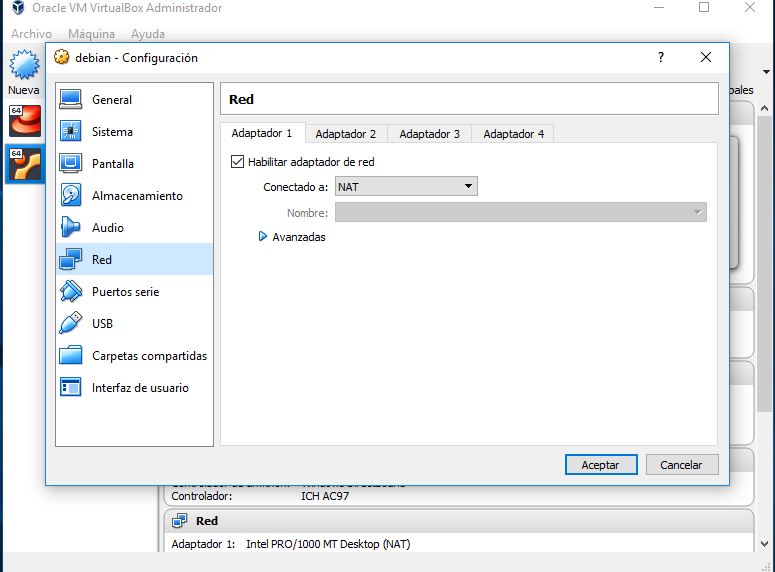 Oracle VM VirtualBox Administrador
Archivo Máquina Ayuda
debian - Configuración ?
Nueva
64
64
General
Sistema
Pantalla
Almacenamiento
Audio
Red
Puertos serie
USB
Carpetas compartidas
Interfaz de usuario
Red
Adaptador 1 Adaptador 2 Adaptador 3 Adaptador 4
Habilitar adaptador de red
Conectado a: NAT
Nombre:
Avanzadas
Aceptar Cancelar
Controlador: ICH AC97
Red
Adaptador 1: Intel PRO/1000 MT Desktop (NAT)